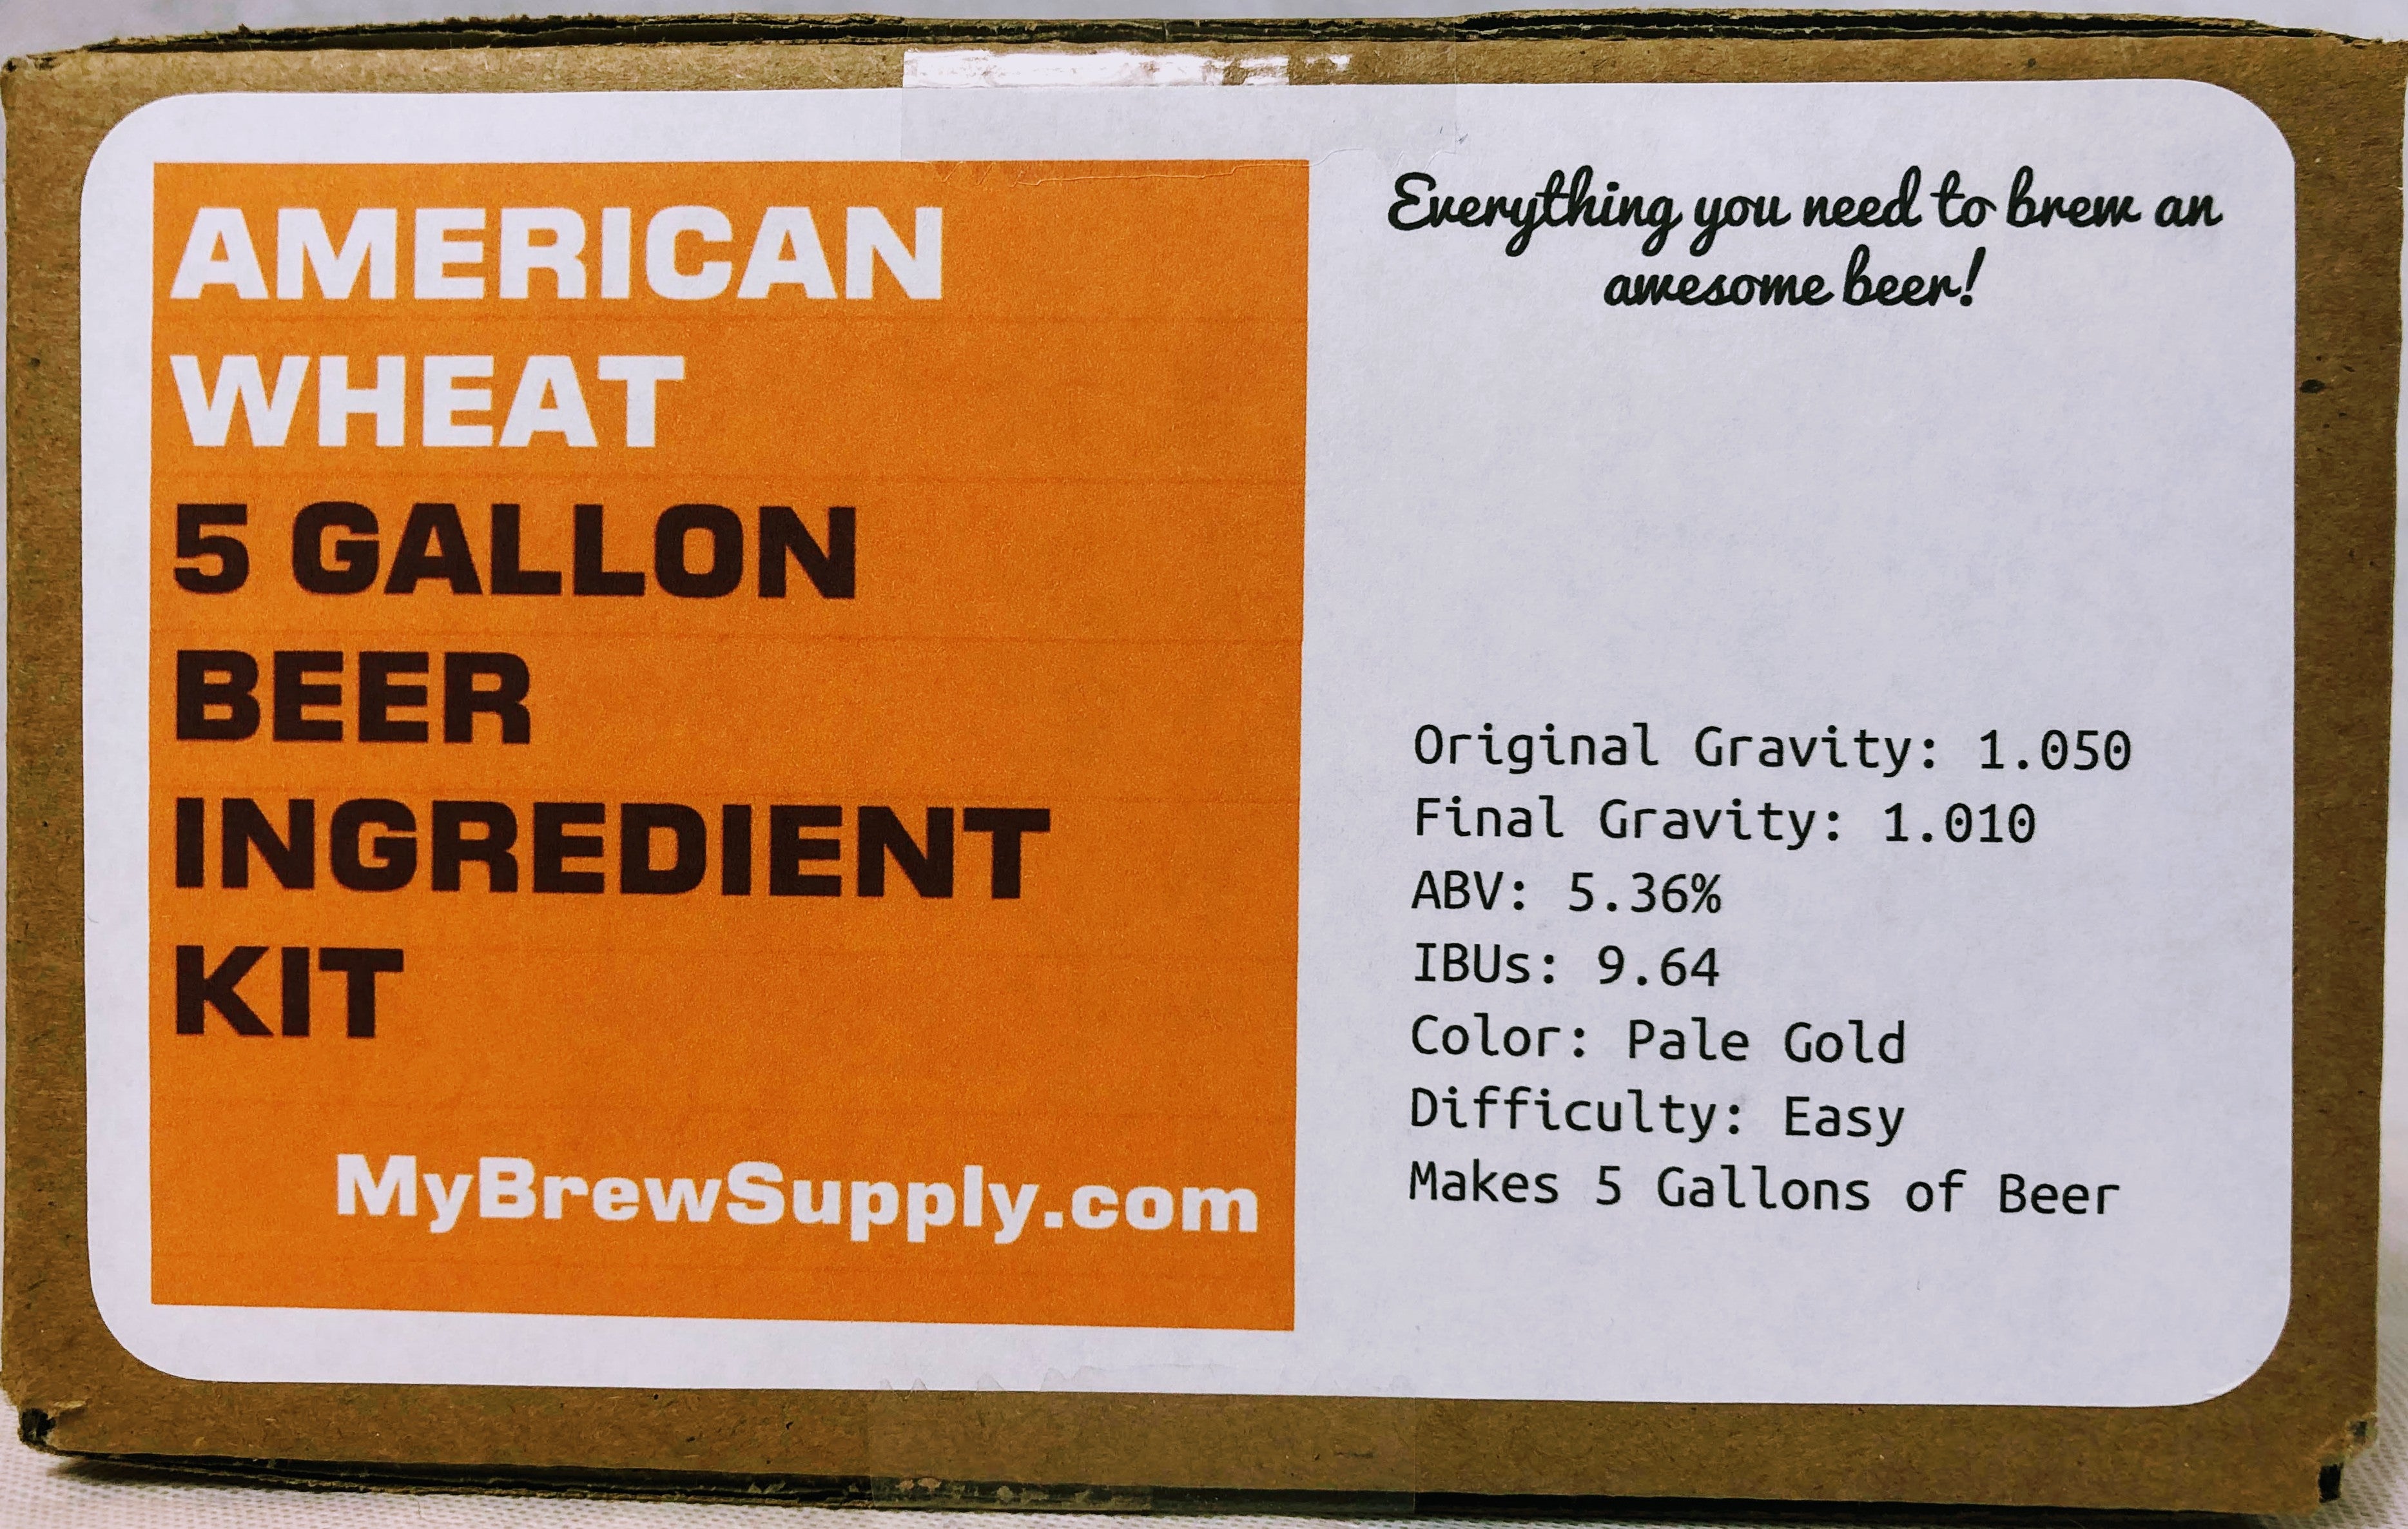 AMERICAN
WHEAT
5 GALLON
BEER
INGREDIENT
KIT
MyBrewSupply.com
Everything you need to brew an
awesome beer!
Original Gravity: 1.050
Final Gravity: 1.010
ABV: 5.36%
IBUs: 9.64
Color: Pale Gold
Difficulty: Easy
Makes 5 Gallons of Beer